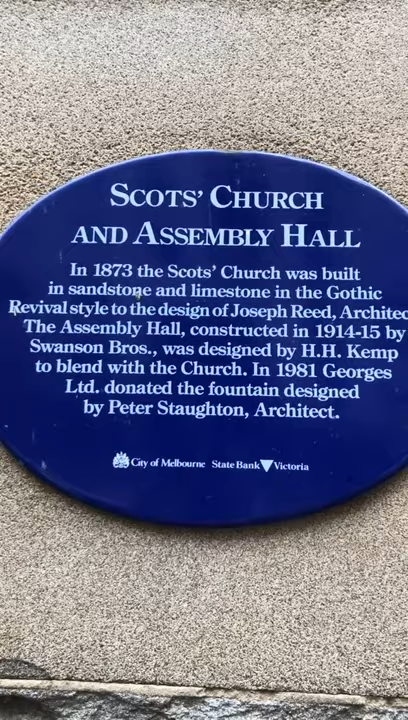 SCOTS' CHURCH
AND ASSEMBLY HALL
In 1873 the Scots' Church was built
in sandstone and limestone in the Gothic
Revival style to the design of Joseph Reed, Architec
The Assembly Hall, constructed in 1914-15 by
Swanson Bros., was designed by H.H. Kemp
to blend with the Church. In 1981 Georges
Ltd. donated the fountain designed
by Peter Staughton, Architect.
City of Melbourne State Bank Victoria